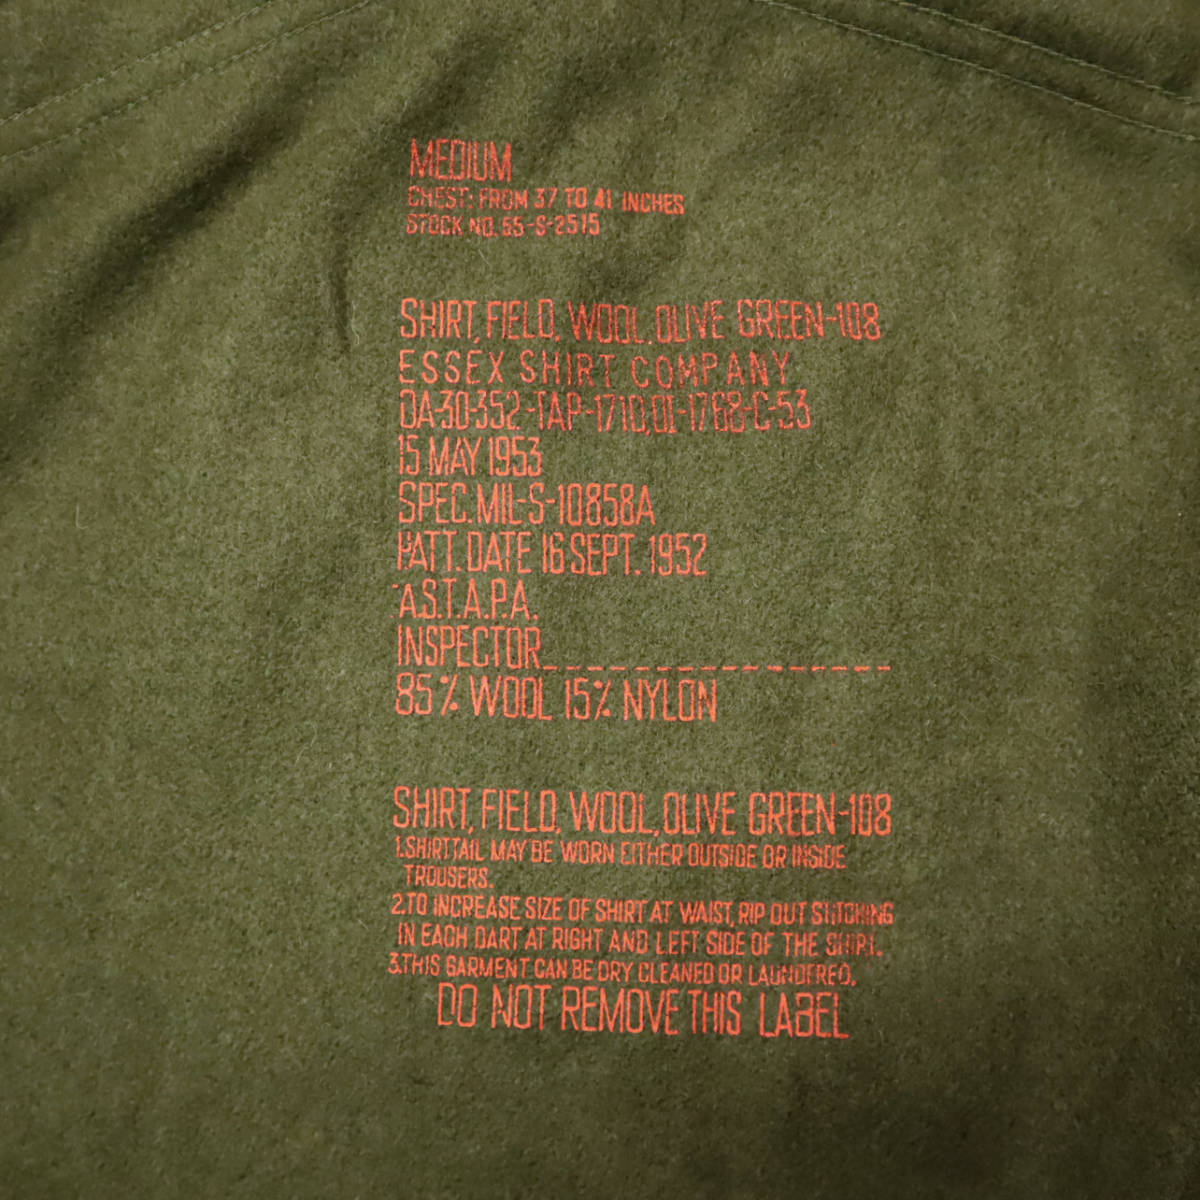 MEDIUM
CHEST: FROM 37 TO 41 INCHES
STOCK NO. 55-S-2515
SHIRT, FIELD, WOOL, OLIVE GREEN-108
ESSEX SHIRT COMPANY
DA-30-352-TAP-1710,OI-1768-C-53
15 MAY 1953
SPEC. MIL-S-10858A
PATT. DATE 16 SEPT. 1952
A.S.T.A.P.A.
INSPECTOR_________________
85% WOOL 15% NYLON
SHIRT, FIELD, WOOL, OLIVE GREEN-108
1. SHIRT TAIL MAY BE WORN EITHER OUTSIDE OR INSIDE
TROUSERS.
2. TO INCREASE SIZE OF SHIRT AT WAIST, RIP OUT STITCHING
IN EACH DART AT RIGHT AND LEFT SIDE OF THE SHIRT.
3. THIS GARMENT CAN BE DRY CLEANED OR LAUNDERED.
DO NOT REMOVE THIS LABEL